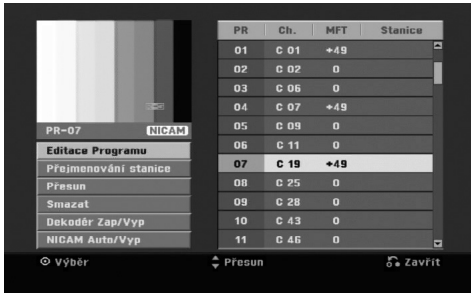 PR-07 NICAM
Editace Programu
Přejmenování stanice
Přesun
Smazat
Dekodér Zap/Vyp
NICAM Auto/Vyp
PR Ch. MFT Stanice
01 C 01 +49
02 C 02 0
03 C 06 0
04 C 07 +49
05 C 09 0
06 C 11 0
07 C 19 +49
08 C 25 0
09 C 28 0
10 C 43 0
11 C 46 0
Výběr Přesun Zavřít